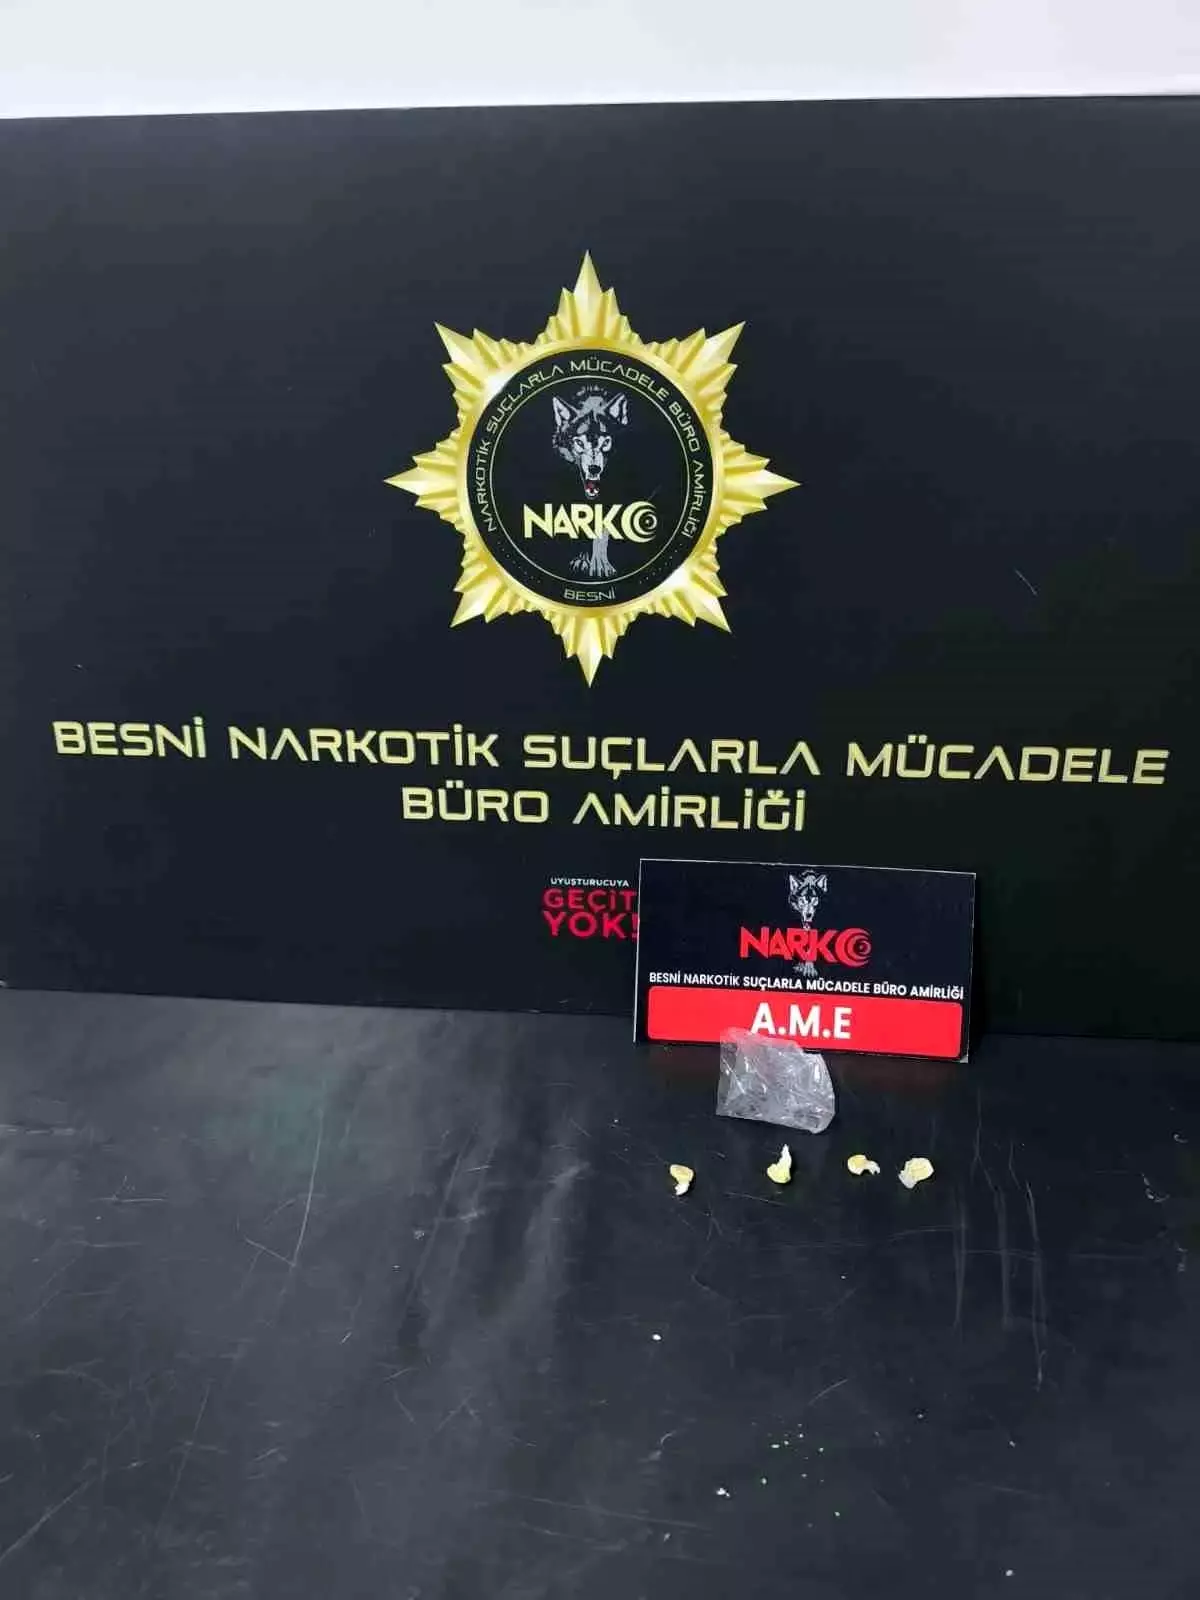 NARKOTİK SUÇLARLA MÜCADELE BÜRO AMİRLİĞİ
NARKO
BESNİ
BESNİ NARKOTİK SUÇLARLA MÜCADELE
BÜRO AMİRLİĞİ
UYUŞTURUCUYA
GEÇİT
YOK!
NARKO
BESNİ NARKOTİK SUÇLARLA MÜCADELE BÜRO AMİRLİĞİ
A.M.E